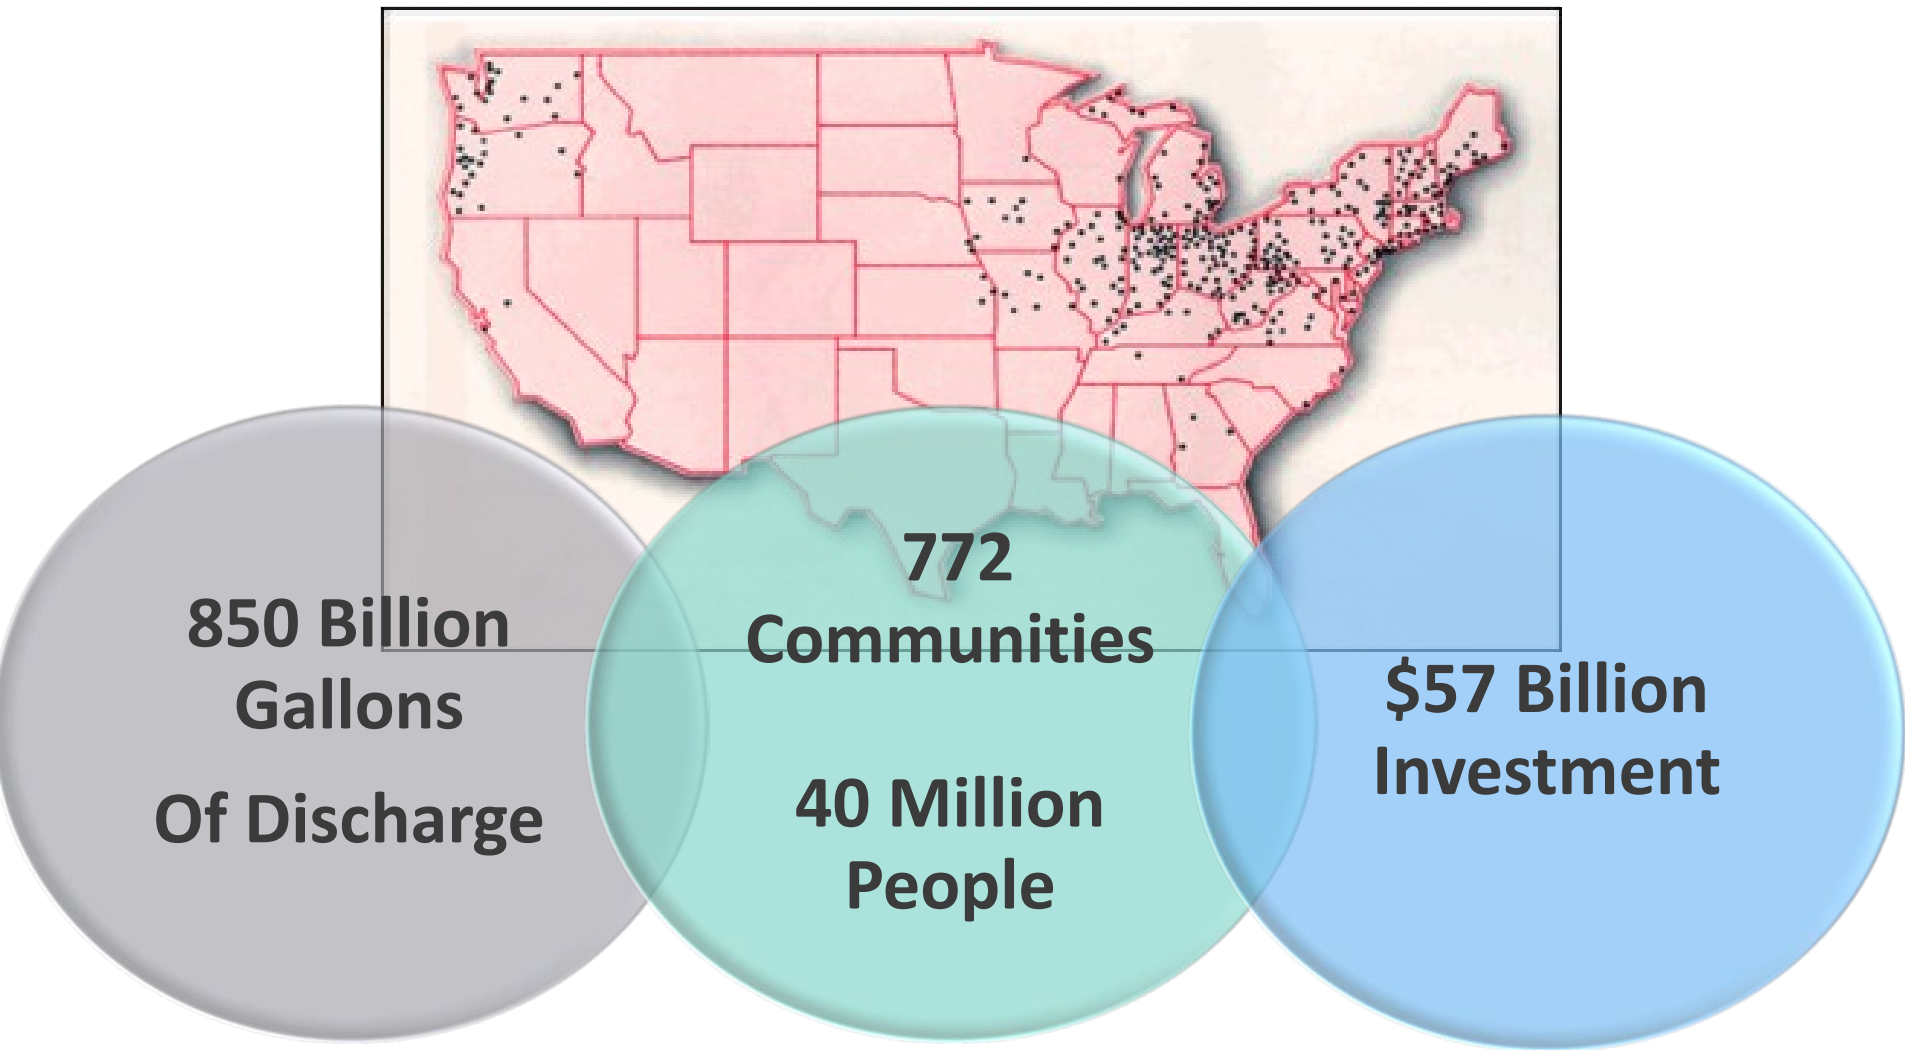 850 Billion
Gallons
Of Discharge
772
Communities
40 Million
People
$57 Billion
Investment